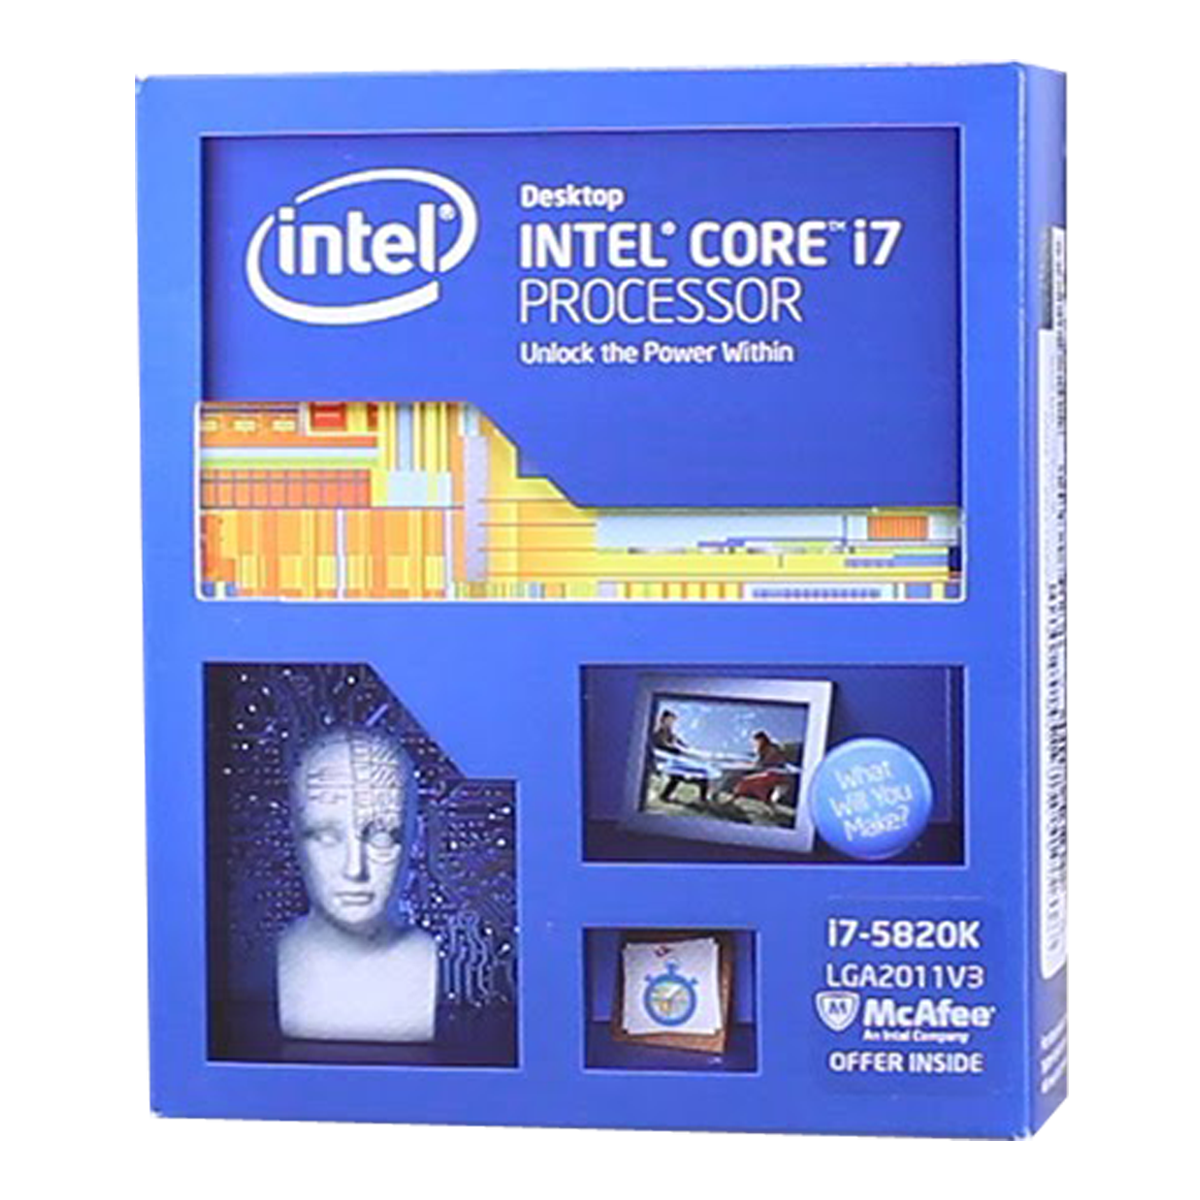 intel®
Desktop
INTEL® CORE™ i7
PROCESSOR
Unlock the Power Within
What
Will You
Make?
i7-5820K
LGA2011V3
McAfee
An Intel Company
OFFER INSIDE